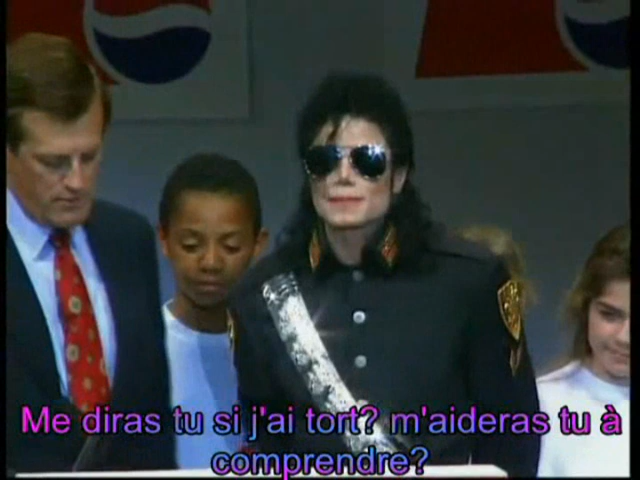 Me diras tu si j'ai tort? m'aideras tu à
comprendre?